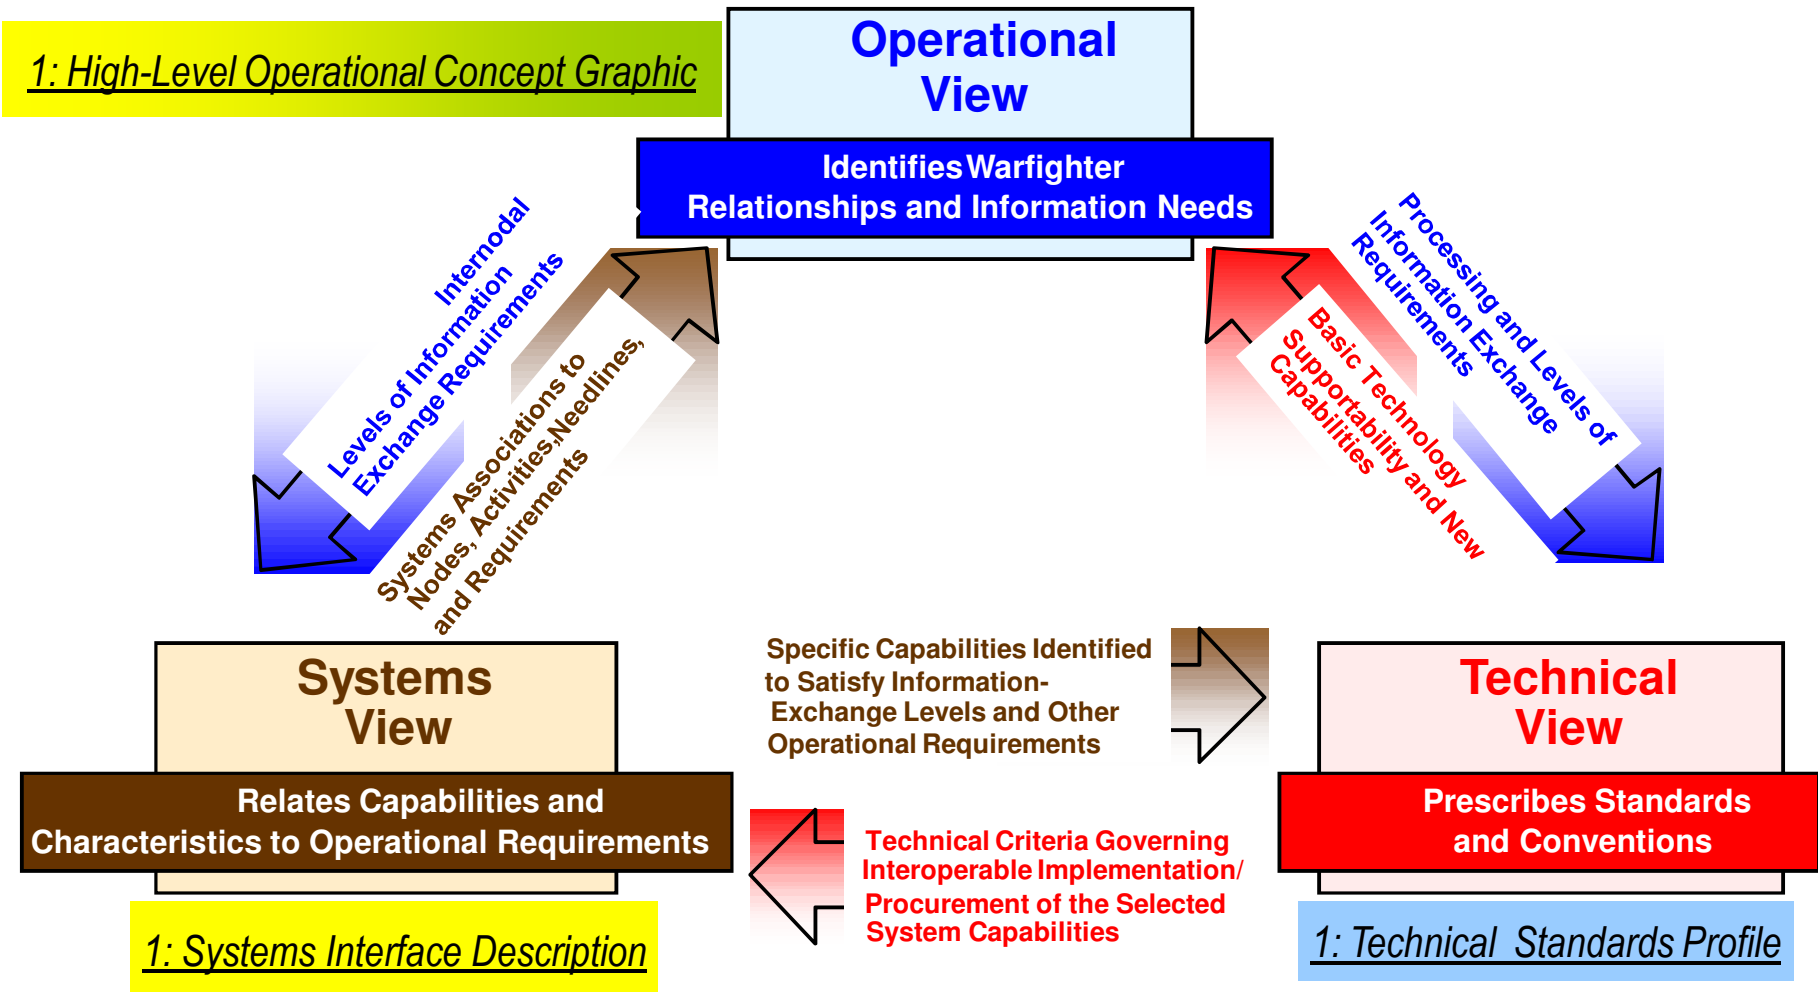 1: High-Level Operational Concept Graphic
Operational
View
Identifies Warfighter
Relationships and Information Needs
Internodal
Levels of Information
Exchange Requirements
Systems Associations to
Nodes, Activities,Needlines,
and Requirements
Processing and Levels of
Information Exchange
Requirements
Basic Technology
Supportability and New
Capabilities
Systems
View
Relates Capabilities and
Characteristics to Operational Requirements
1: Systems Interface Description
Specific Capabilities Identified
to Satisfy Information-
Exchange Levels and Other
Operational Requirements
Technical Criteria Governing
Interoperable Implementation/
Procurement of the Selected
System Capabilities
Technical
View
Prescribes Standards
and Conventions
1: Technical Standards Profile